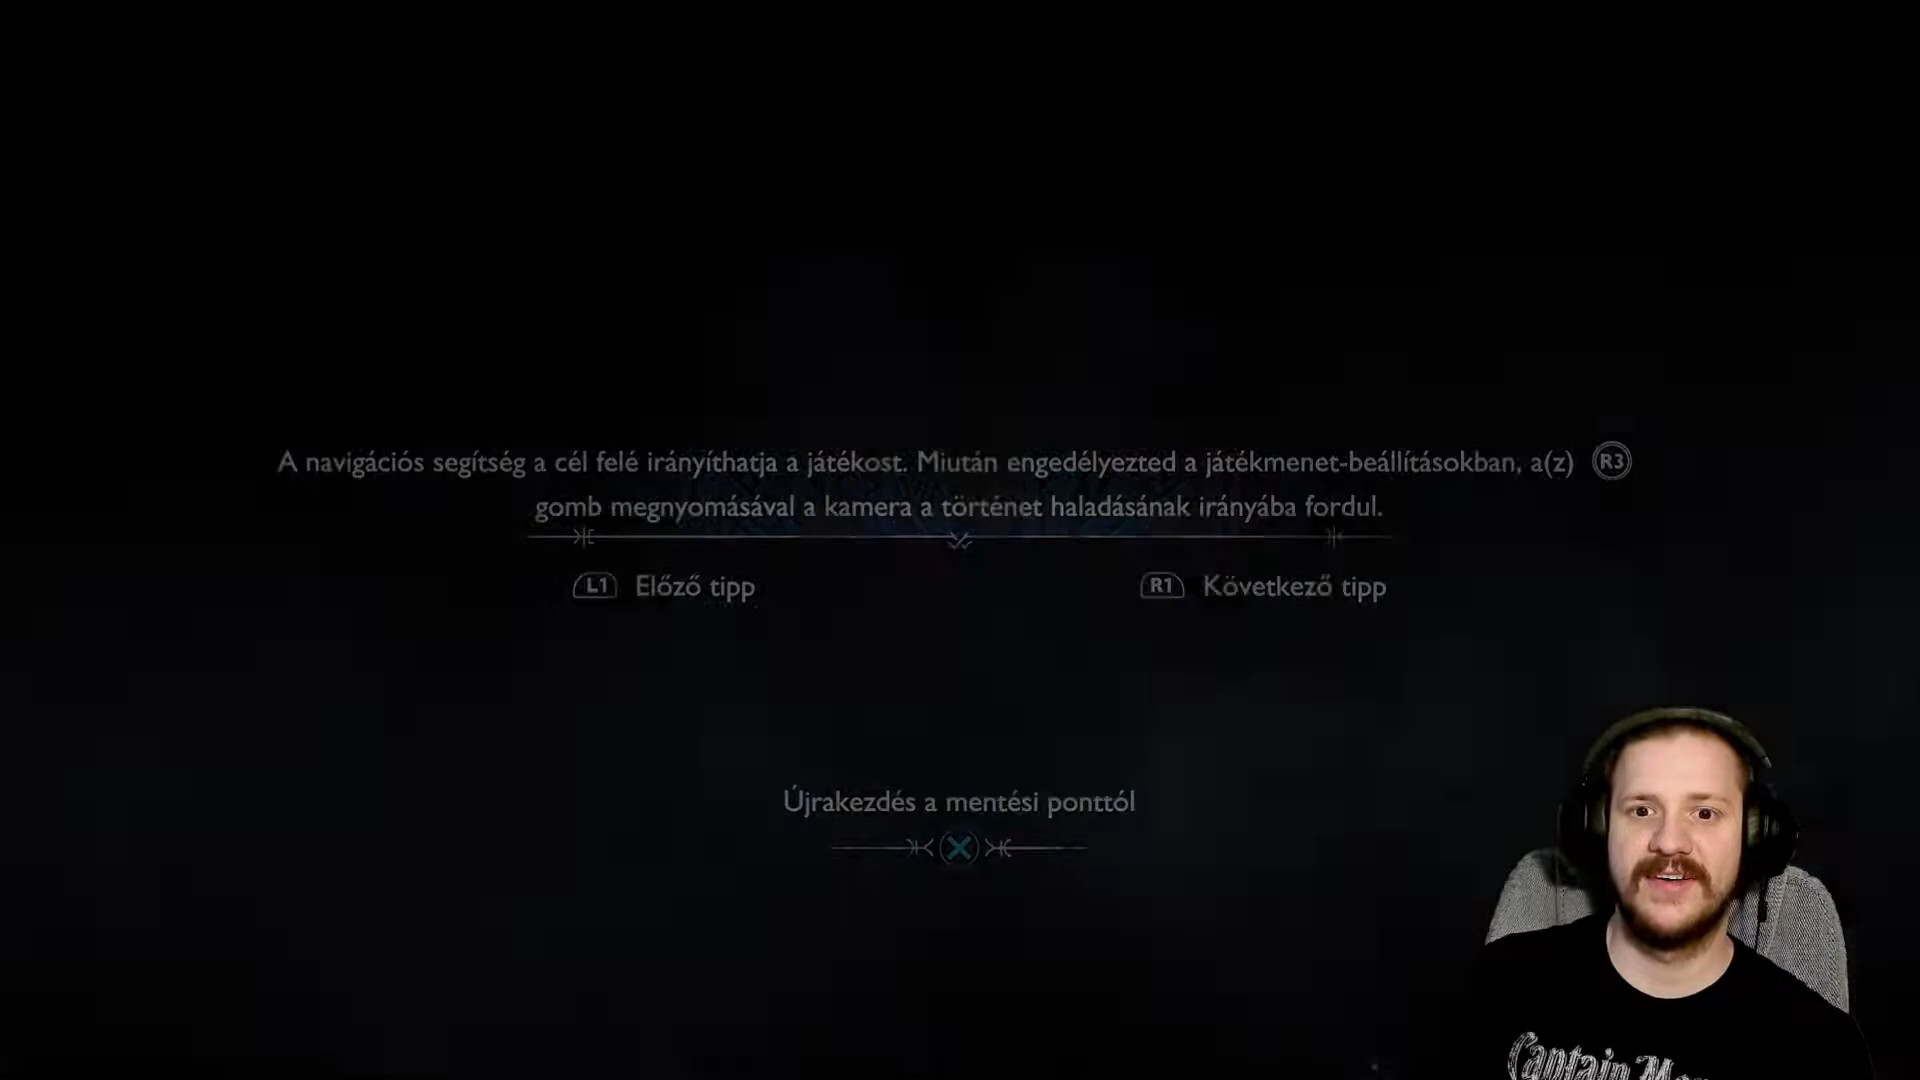 A navigációs segítség a cél felé irányíthatja a játékost. Miután engedélyezted a játékmenet-beállításokban, a(z) R3
gomb megnyomásával a kamera a történet haladásának irányába fordul.
L1 Előző tipp
R1 Következő tipp
Újrakezdés a mentési ponttól
Captain